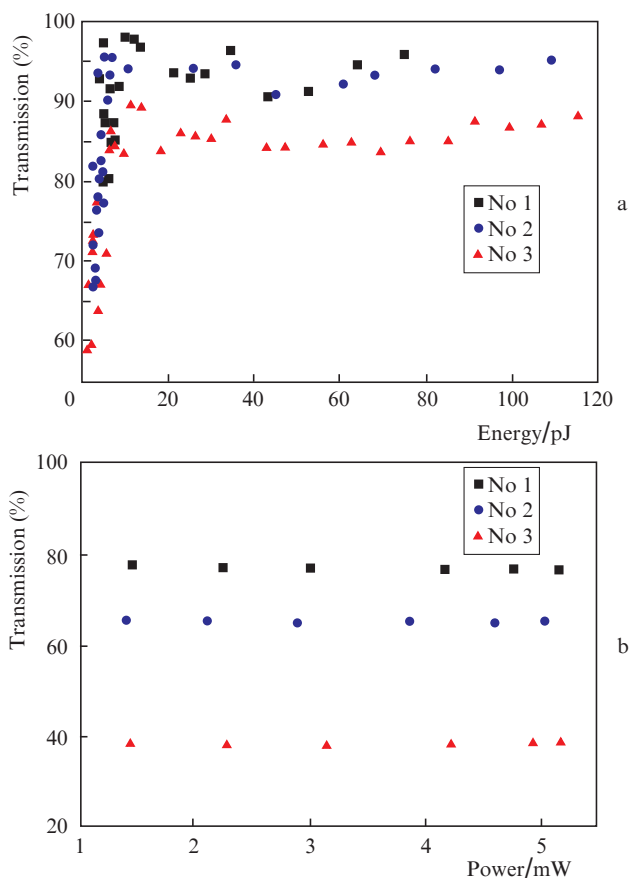 100
90
80
70
60
Transmission (%)
No 1
No 2
No 3
a
0 20 40 60 80 100 120
Energy/pJ
100
80
60
40
20
Transmission (%)
No 1
No 2
No 3
b
1 2 3 4 5
Power/mW